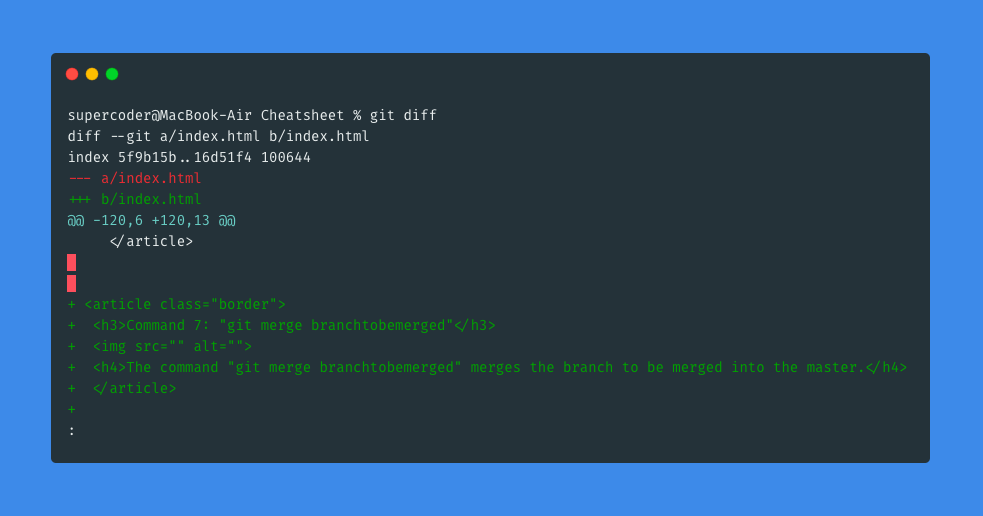 supercoder@MacBook-Air Cheatsheet % git diff
diff --git a/index.html b/index.html
index 5f9b15b..16d51f4 100644
--- a/index.html
+++ b/index.html
@@ -120,6 +120,13 @@
     </article>
+ <article class="border">
+  <h3>Command 7: "git merge branchtobemerged"</h3>
+  <img src="" alt="">
+  <h4>The command "git merge branchtobemerged" merges the branch to be merged into the master.</h4>
+  </article>
+
: